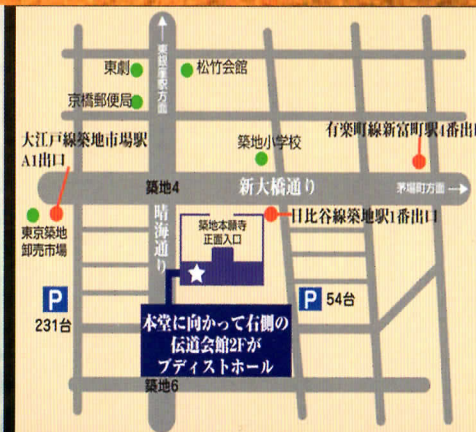 東銀座駅方面
東劇
松竹会館
京橋郵便局
大江戸線築地市場駅
A1出口
築地小学校
有楽町線新富町駅4番出口
築地4
新大橋通り
茅場町方面
晴海通り
築地本願寺
正面入口
日比谷線築地駅1番出口
東京築地
卸売市場
P
231台
P 54台
本堂に向かって右側の
伝道会館2Fが
ブディストホール
築地6